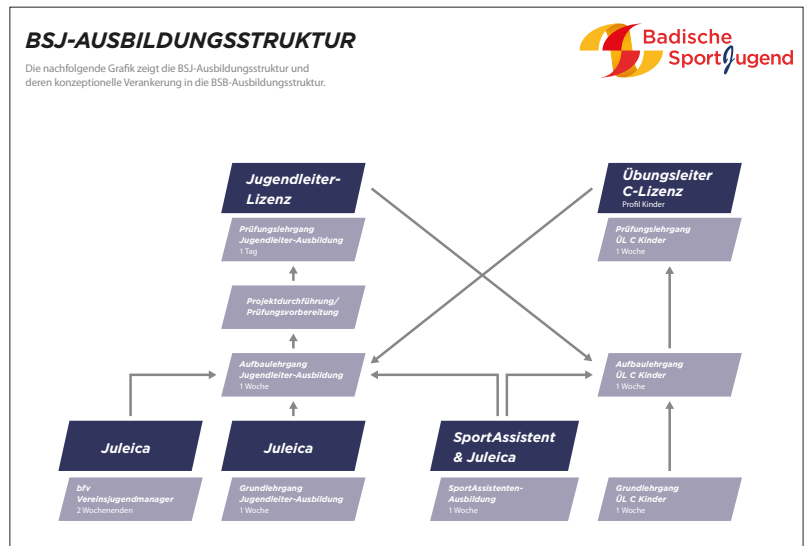 BSJ-AUSBILDUNGSSTRUKTUR
Die nachfolgende Grafik zeigt die BSJ-Ausbildungsstruktur und
deren konzeptionelle Verankerung in die BSB-Ausbildungsstruktur.
Badische
SportJugend
Jugendleiter-
Lizenz
Prüfungslehrgang
Jugendleiter-Ausbildung
1 Tag
Projektdurchführung/
Prüfungsvorbereitung
Aufbaulehrgang
Jugendleiter-Ausbildung
1 Woche
Übungsleiter
C-Lizenz
Profil Kinder
Prüfungslehrgang
ÜL C Kinder
1 Woche
Aufbaulehrgang
ÜL C Kinder
1 Woche
Juleica
bfv
Vereinsjugendmanager
2 Wochenenden
Juleica
Grundlehrgang
Jugendleiter-Ausbildung
1 Woche
SportAssistent
& Juleica
SportAssistenten-
Ausbildung
1 Woche
Grundlehrgang
ÜL C Kinder
1 Woche